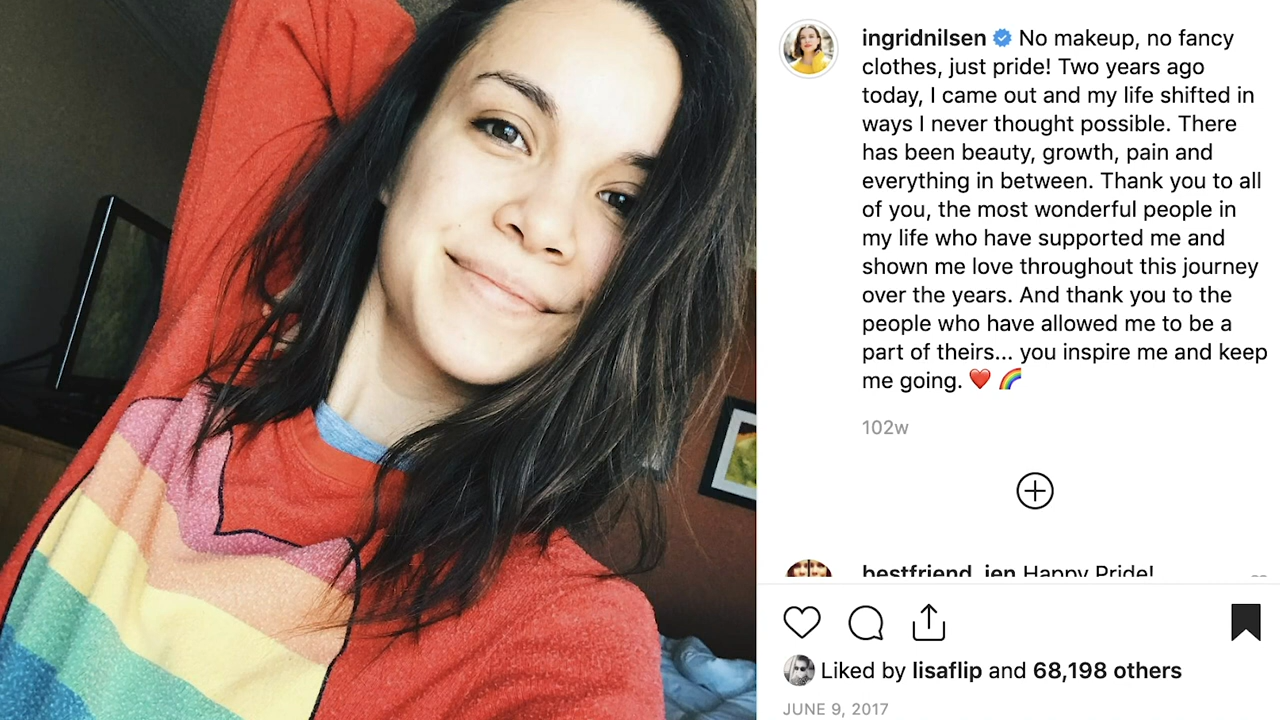 ingridnilsen No makeup, no fancy
clothes, just pride! Two years ago
today, I came out and my life shifted in
ways I never thought possible. There
has been beauty, growth, pain and
everything in between. Thank you to all
of you, the most wonderful people in
my life who have supported me and
shown me love throughout this journey
over the years. And thank you to the
people who have allowed me to be a
part of theirs... you inspire me and keep
me going. ❤️ 🌈
102w
bestfriend_jen Happy Pride!
Liked by lisaflip and 68,198 others
JUNE 9, 2017